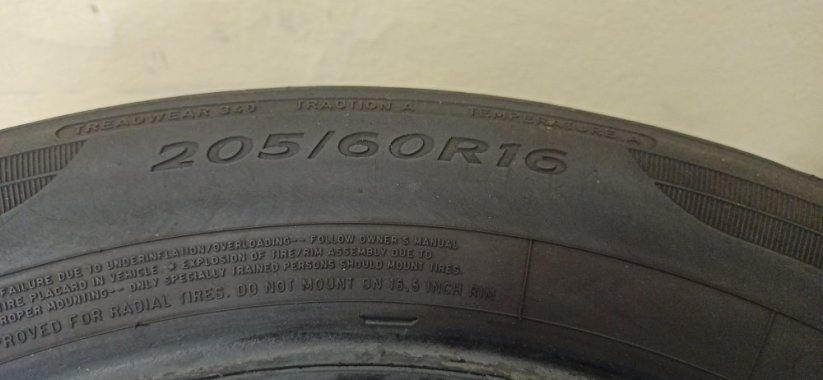 TREADWEAR 340 TRACTION A TEMPERATURE A
205/60R16
FAILURE DUE TO UNDERINFLATION/OVERLOADING-- FOLLOW OWNER'S MANUAL
TIRE PLACARD IN VEHICLE * EXPLOSION OF TIRE/RIM ASSEMBLY DUE TO
ROPER MOUNTING-- ONLY SPECIALLY TRAINED PERSONS SHOULD MOUNT TIRES.
PROVED FOR RADIAL TIRES. DO NOT MOUNT ON 16.5 INCH RIM